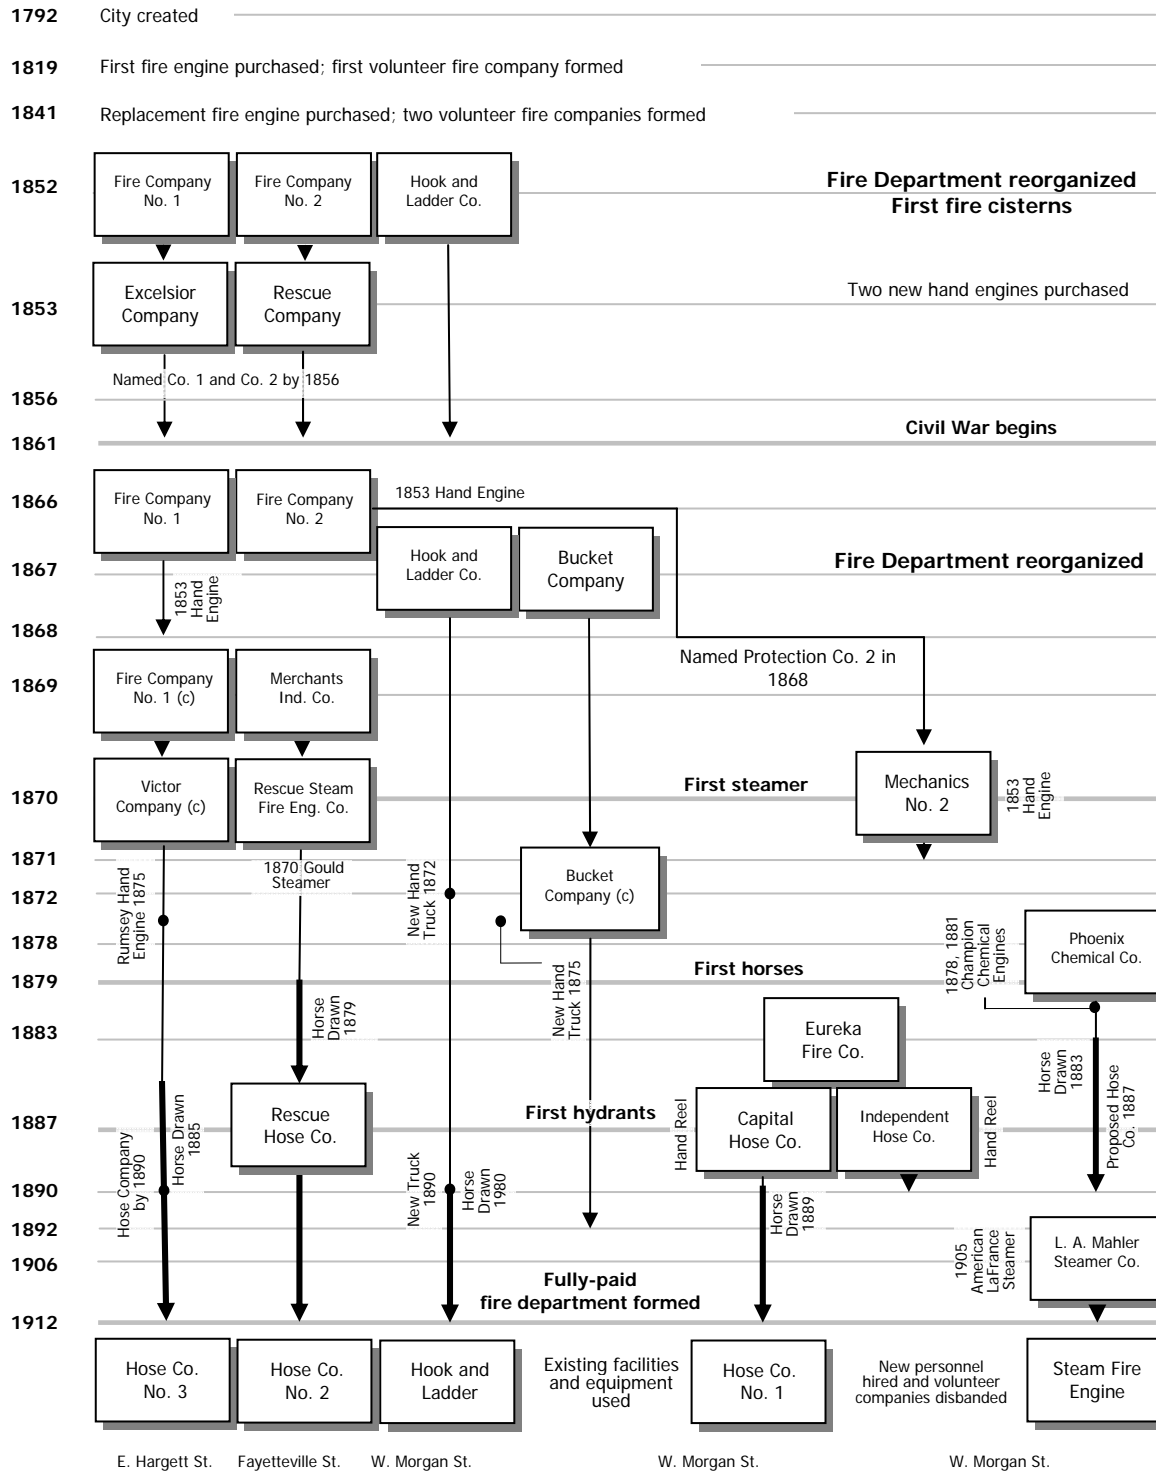 1792 City created
1819 First fire engine purchased; first volunteer fire company formed
1841 Replacement fire engine purchased; two volunteer fire companies formed
1852
Fire Company
No. 1
Fire Company
No. 2
Hook and
Ladder Co.
Fire Department reorganized
First fire cisterns
1853
Excelsior
Company
Rescue
Company
Two new hand engines purchased
Named Co. 1 and Co. 2 by 1856
1856
1861
Civil War begins
1866
Fire Company
No. 1
Fire Company
No. 2
1853 Hand Engine
1867
Hook and
Ladder Co.
Bucket
Company
Fire Department reorganized
1853
Hand
Engine
1868
Named Protection Co. 2 in
1868
1869
Fire Company
No. 1 (c)
Merchants
Ind. Co.
1870
Victor
Company (c)
Rescue Steam
Fire Eng. Co.
First steamer
Mechanics
No. 2
1853
Hand
Engine
1871
1870 Gould
Steamer
1872
Rumsey Hand
Engine 1875
New Hand
Truck 1872
Bucket
Company (c)
1878
New Hand
Truck 1875
1878, 1881
Champion
Chemical
Engines
Phoenix
Chemical Co.
1879
First horses
1883
Horse
Drawn
1879
Eureka
Fire Co.
Horse
Drawn
1883
1887
Rescue
Hose Co.
First hydrants
Hand Reel
Capital
Hose Co.
Independent
Hose Co.
Hand Reel
Proposed Hose
Co. 1887
Hose Company
by 1890
Horse Drawn
1885
1890
New Truck
1890
Horse
Drawn
1980
Horse
Drawn
1889
1892
1905
American
LaFrance
Steamer
L. A. Mahler
Steamer Co.
1906
Fully-paid
fire department formed
1912
Hose Co.
No. 3
Hose Co.
No. 2
Hook and
Ladder
Existing facilities
and equipment
used
Hose Co.
No. 1
New personnel
hired and volunteer
companies disbanded
Steam Fire
Engine
E. Hargett St.
Fayetteville St.
W. Morgan St.
W. Morgan St.
W. Morgan St.